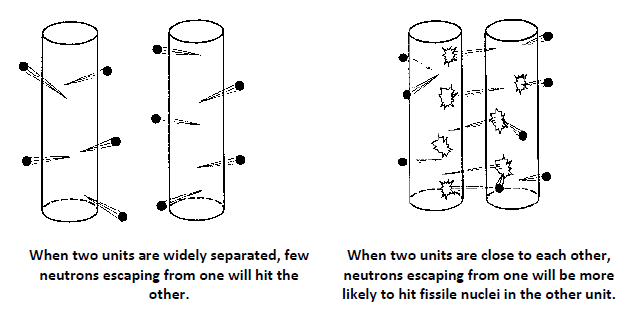 When two units are widely separated, few
neutrons escaping from one will hit the
other.
When two units are close to each other,
neutrons escaping from one will be more
likely to hit fissile nuclei in the other unit.